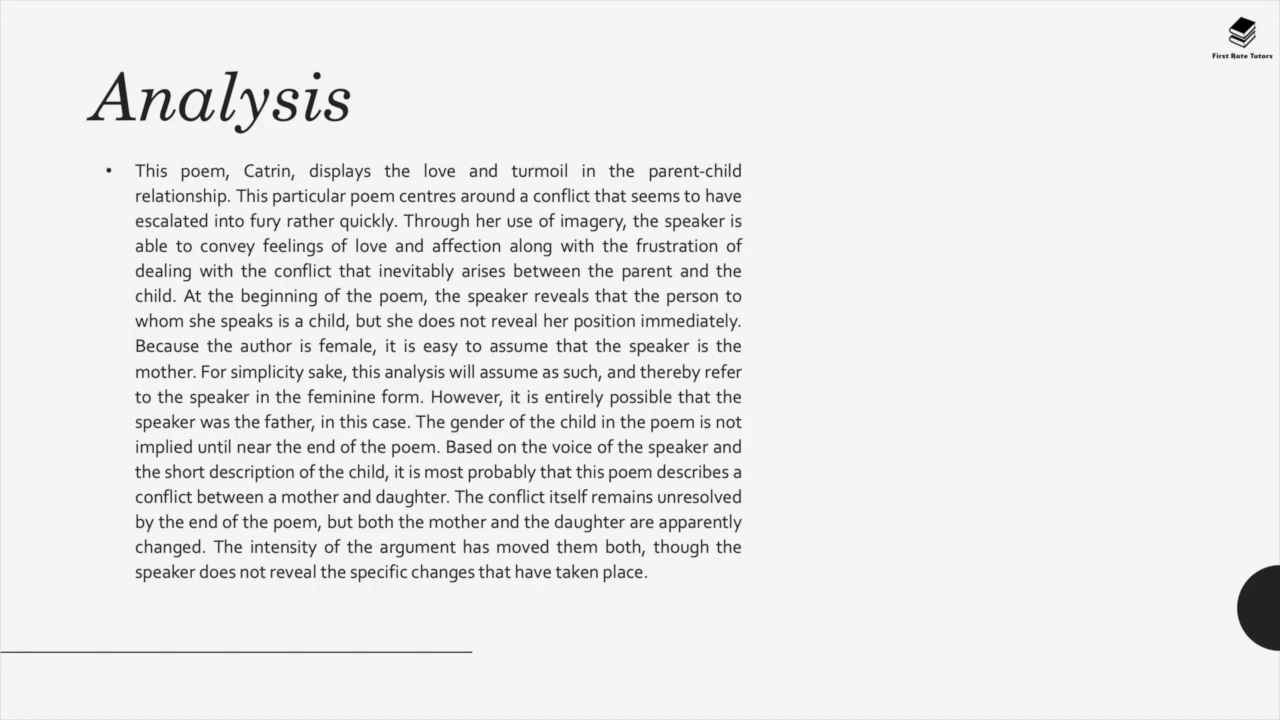 First Rate Tutors
Analysis
• This poem, Catrin, displays the love and turmoil in the parent-child
relationship. This particular poem centres around a conflict that seems to have
escalated into fury rather quickly. Through her use of imagery, the speaker is
able to convey feelings of love and affection along with the frustration of
dealing with the conflict that inevitably arises between the parent and the
child. At the beginning of the poem, the speaker reveals that the person to
whom she speaks is a child, but she does not reveal her position immediately.
Because the author is female, it is easy to assume that the speaker is the
mother. For simplicity sake, this analysis will assume as such, and thereby refer
to the speaker in the feminine form. However, it is entirely possible that the
speaker was the father, in this case. The gender of the child in the poem is not
implied until near the end of the poem. Based on the voice of the speaker and
the short description of the child, it is most probably that this poem describes a
conflict between a mother and daughter. The conflict itself remains unresolved
by the end of the poem, but both the mother and the daughter are apparently
changed. The intensity of the argument has moved them both, though the
speaker does not reveal the specific changes that have taken place.